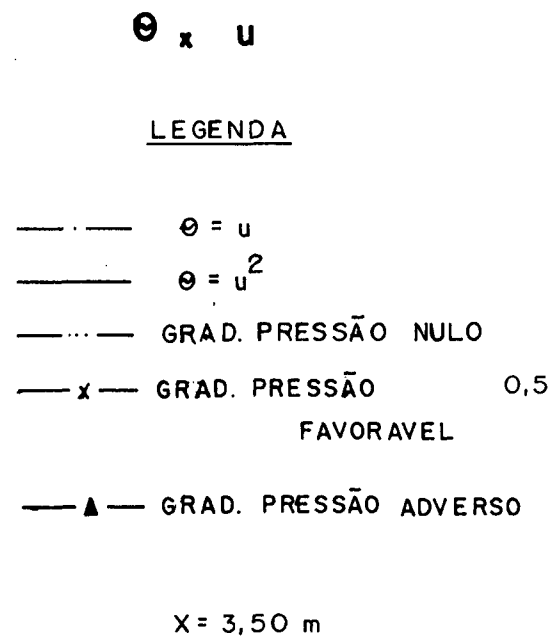 Θ x u
LEGENDA
Θ = u
Θ = u²
GRAD. PRESSÃO NULO
GRAD. PRESSÃO 0,5
FAVORAVEL
GRAD. PRESSÃO ADVERSO
X = 3,50 m